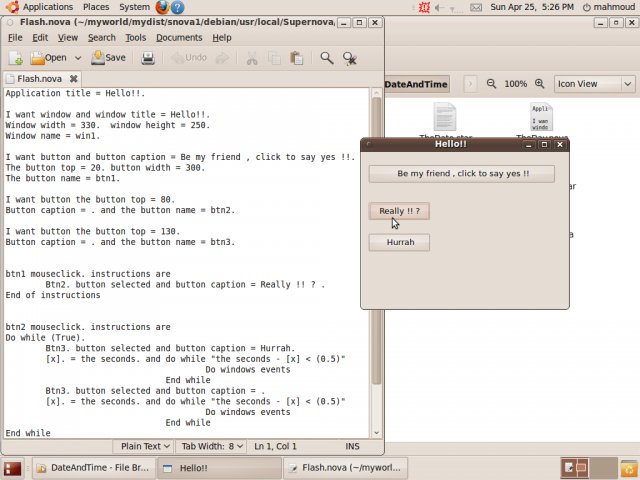 Applications Places System ? Sun Apr 25, 5:26 PM mahmoud
Flash.nova (~/myworld/mydist/snova1/debian/usr/local/Supernova
File Edit View Search Tools Documents Help
Open Save Undo
Flash.nova
Application title = Hello!!.
I want window and window title = Hello!!.
Window width = 330. window height = 250.
Window name = win1.
I want button and button caption = Be my friend , click to say yes !!.
The button top = 20. button width = 300.
The button name = btn1.
I want the button top = 80.
Button caption = . and the button name = btn2.
I want the button top = 130.
Button caption = . and the button name = btn3.
btn1 mouseclick. instructions are
Btn2. button selected and button caption = Really !! ? .
End of instructions
btn2 mouseclick. instructions are
Do while (True).
Btn3. button selected and button caption = Hurrah.
[x]. = the seconds. and do while "the seconds - [x] < (0.5)"
Do windows events
End while
Btn3. button selected and button caption = .
[x]. = the seconds. and do while "the seconds - [x] < (0.5)"
Do windows events
End while
End while
Plain Text Tab Width: 8 Ln 1, Col 1 INS
DateAndTime 100% Icon View
Appli
I wan
windo
Hello!!
Be my friend , click to say yes !!
Really !! ?
Hurrah
DateAndTime - File Br... Hello!! Flash.nova (~/myworl...